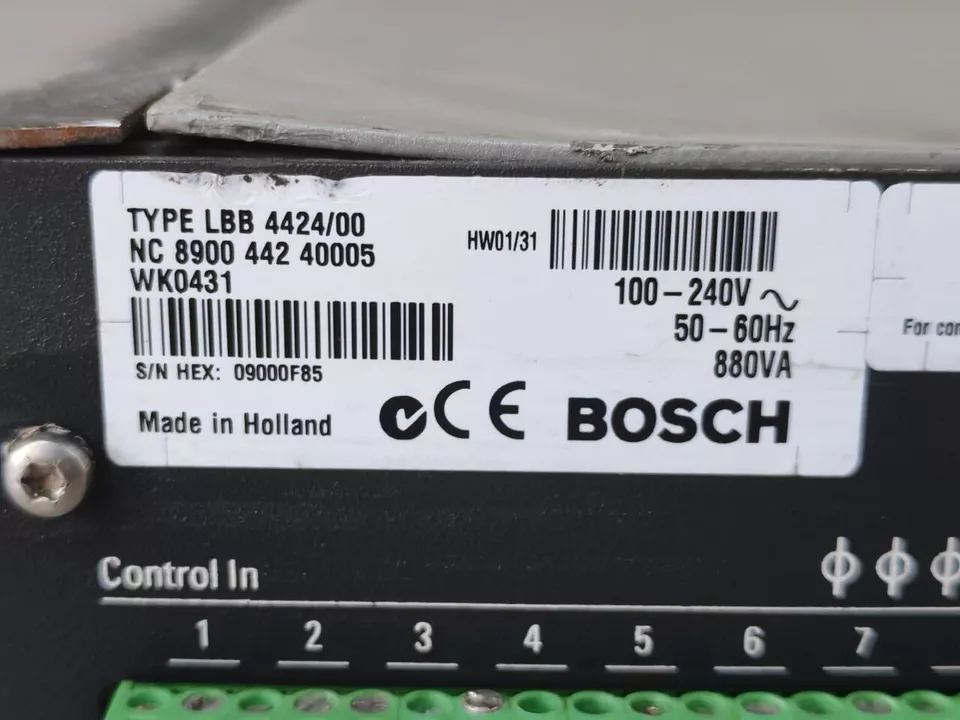 TYPE LBB 4424/00
NC 8900 442 40005
WK0431
HW01/31
100-240V ~
50-60Hz
880VA
S/N HEX: 09000F85
Made in Holland
CE BOSCH
For
Control In
1 2 3 4 5 6 7